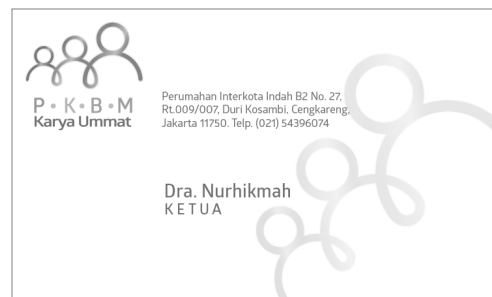 P•K•B•M
Karya Ummat
Perumahan Interkota Indah B2 No. 27,
Rt.009/007, Duri Kosambi, Cengkareng,
Jakarta 11750. Telp. (021) 54396074
Dra. Nurhikmah
KETUA